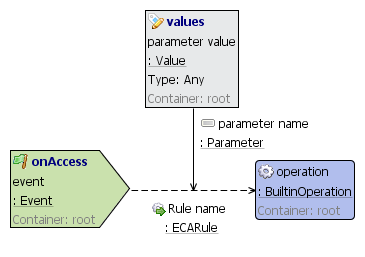 values
parameter value
: Value
Type: Any
Container: root
parameter name
: Parameter
onAccess
event
: Event
Container: root
Rule name
: ECARule
operation
: BuiltinOperation
Container: root